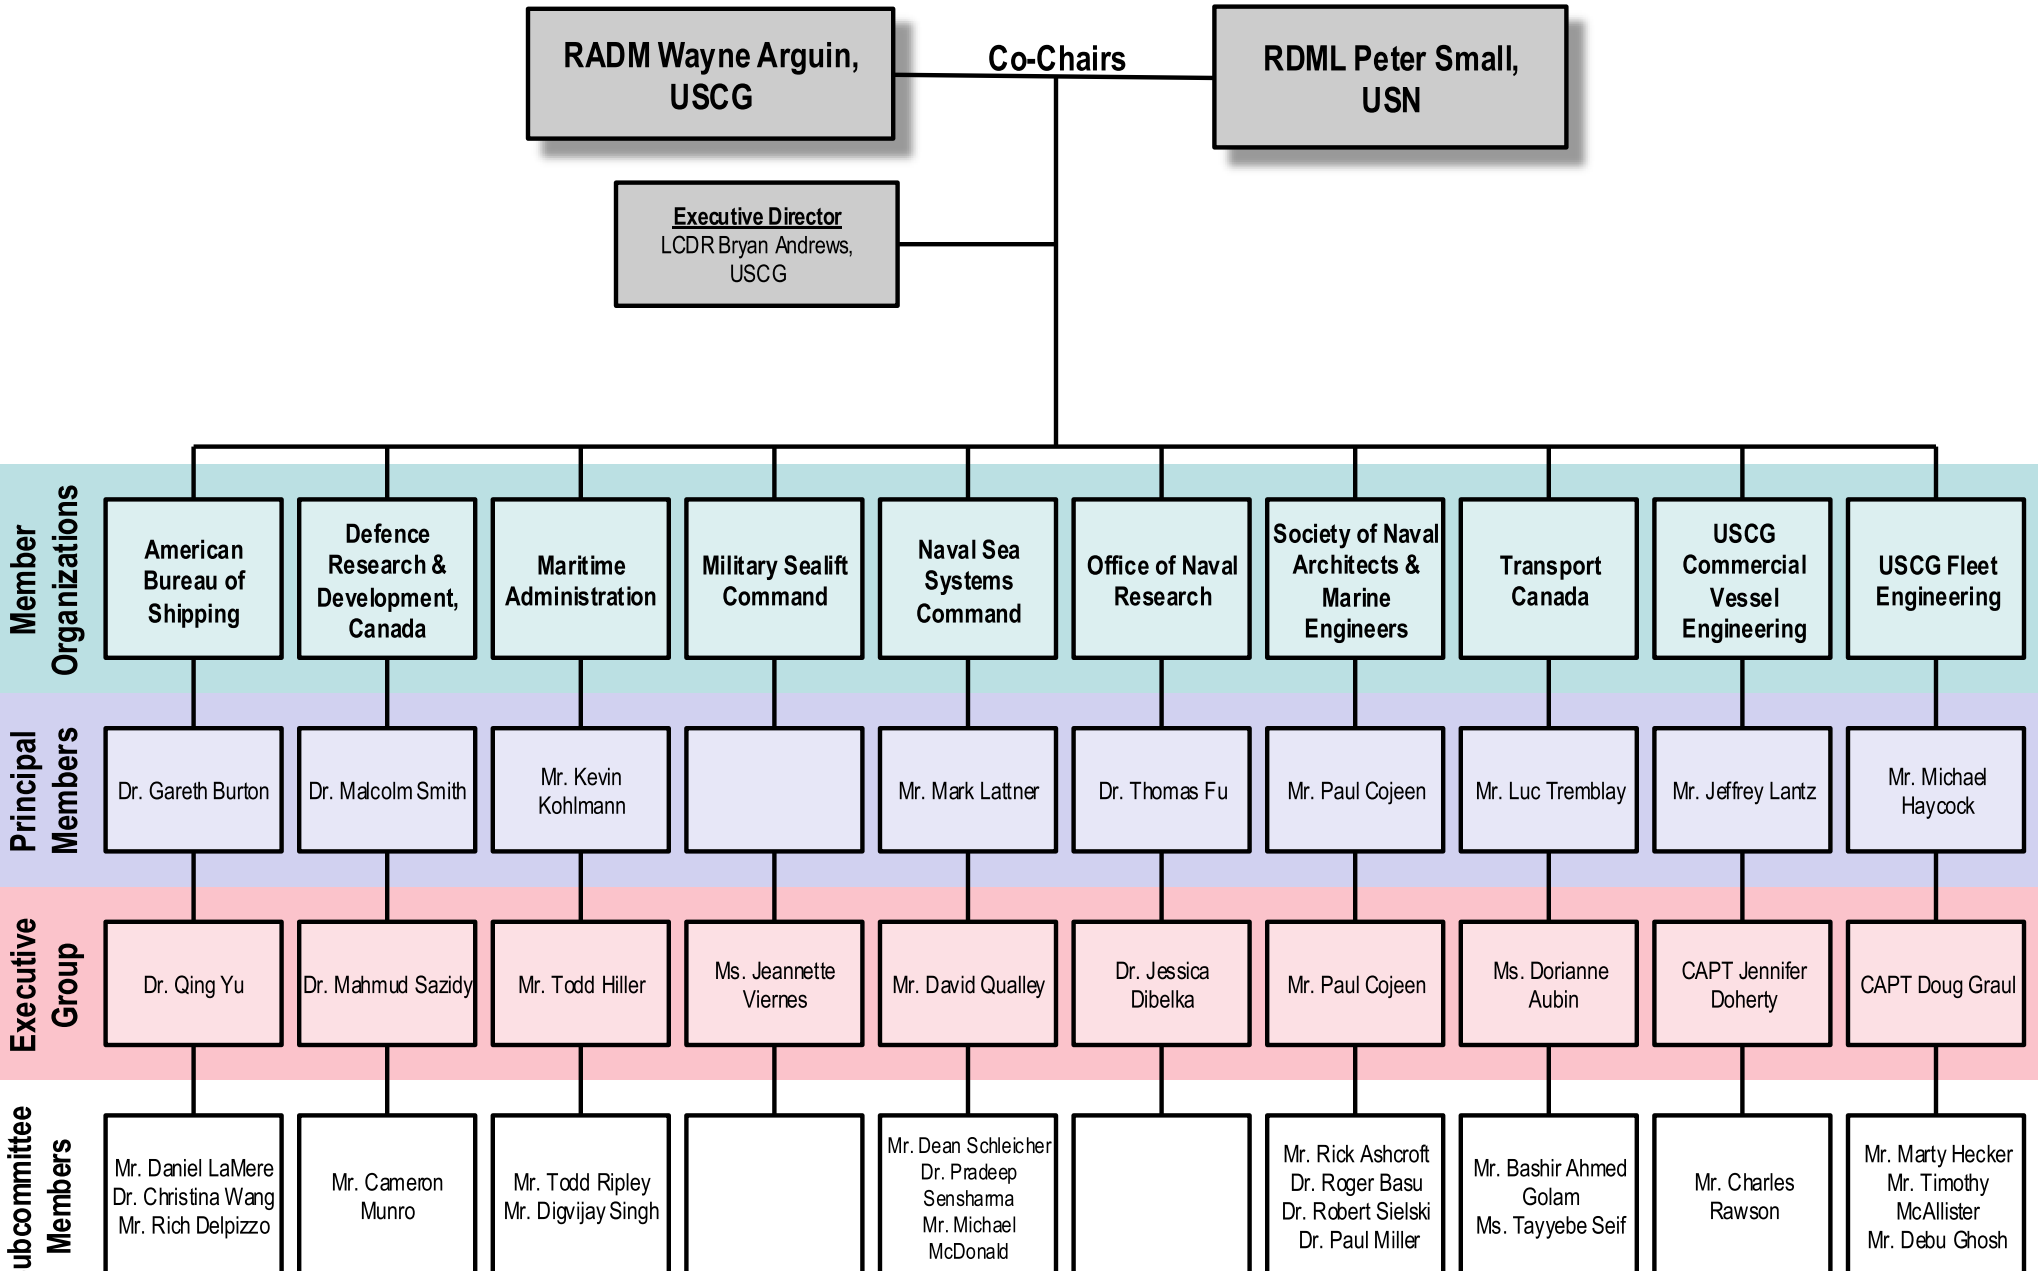 RADM Wayne Arguin,
USCG
Co-Chairs
RDML Peter Small,
USN
Executive Director
LCDR Bryan Andrews,
USCG
Member
Organizations
American
Bureau of
Shipping
Defence
Research &
Development,
Canada
Maritime
Administration
Military Sealift
Command
Naval Sea
Systems
Command
Office of Naval
Research
Society of Naval
Architects &
Marine
Engineers
Transport
Canada
USCG
Commercial
Vessel
Engineering
USCG Fleet
Engineering
Principal
Members
Dr. Gareth Burton
Dr. Malcolm Smith
Mr. Kevin
Kohlmann
Mr. Mark Lattner
Dr. Thomas Fu
Mr. Paul Cojeen
Mr. Luc Tremblay
Mr. Jeffrey Lantz
Mr. Michael
Haycock
Executive
Group
Dr. Qing Yu
Dr. Mahmud Sazidy
Mr. Todd Hiller
Ms. Jeannette
Viernes
Mr. David Qualley
Dr. Jessica
Dibelka
Mr. Paul Cojeen
Ms. Dorianne
Aubin
CAPT Jennifer
Doherty
CAPT Doug Graul
ubcommittee
Members
Mr. Daniel LaMere
Dr. Christina Wang
Mr. Rich Delpizzo
Mr. Cameron
Munro
Mr. Todd Ripley
Mr. Digvijay Singh
Mr. Dean Schleicher
Dr. Pradeep
Sensharma
Mr. Michael
McDonald
Mr. Rick Ashcroft
Dr. Roger Basu
Dr. Robert Sielski
Dr. Paul Miller
Mr. Bashir Ahmed
Golam
Ms. Tayyebe Seif
Mr. Charles
Rawson
Mr. Marty Hecker
Mr. Timothy
McAllister
Mr. Debu Ghosh